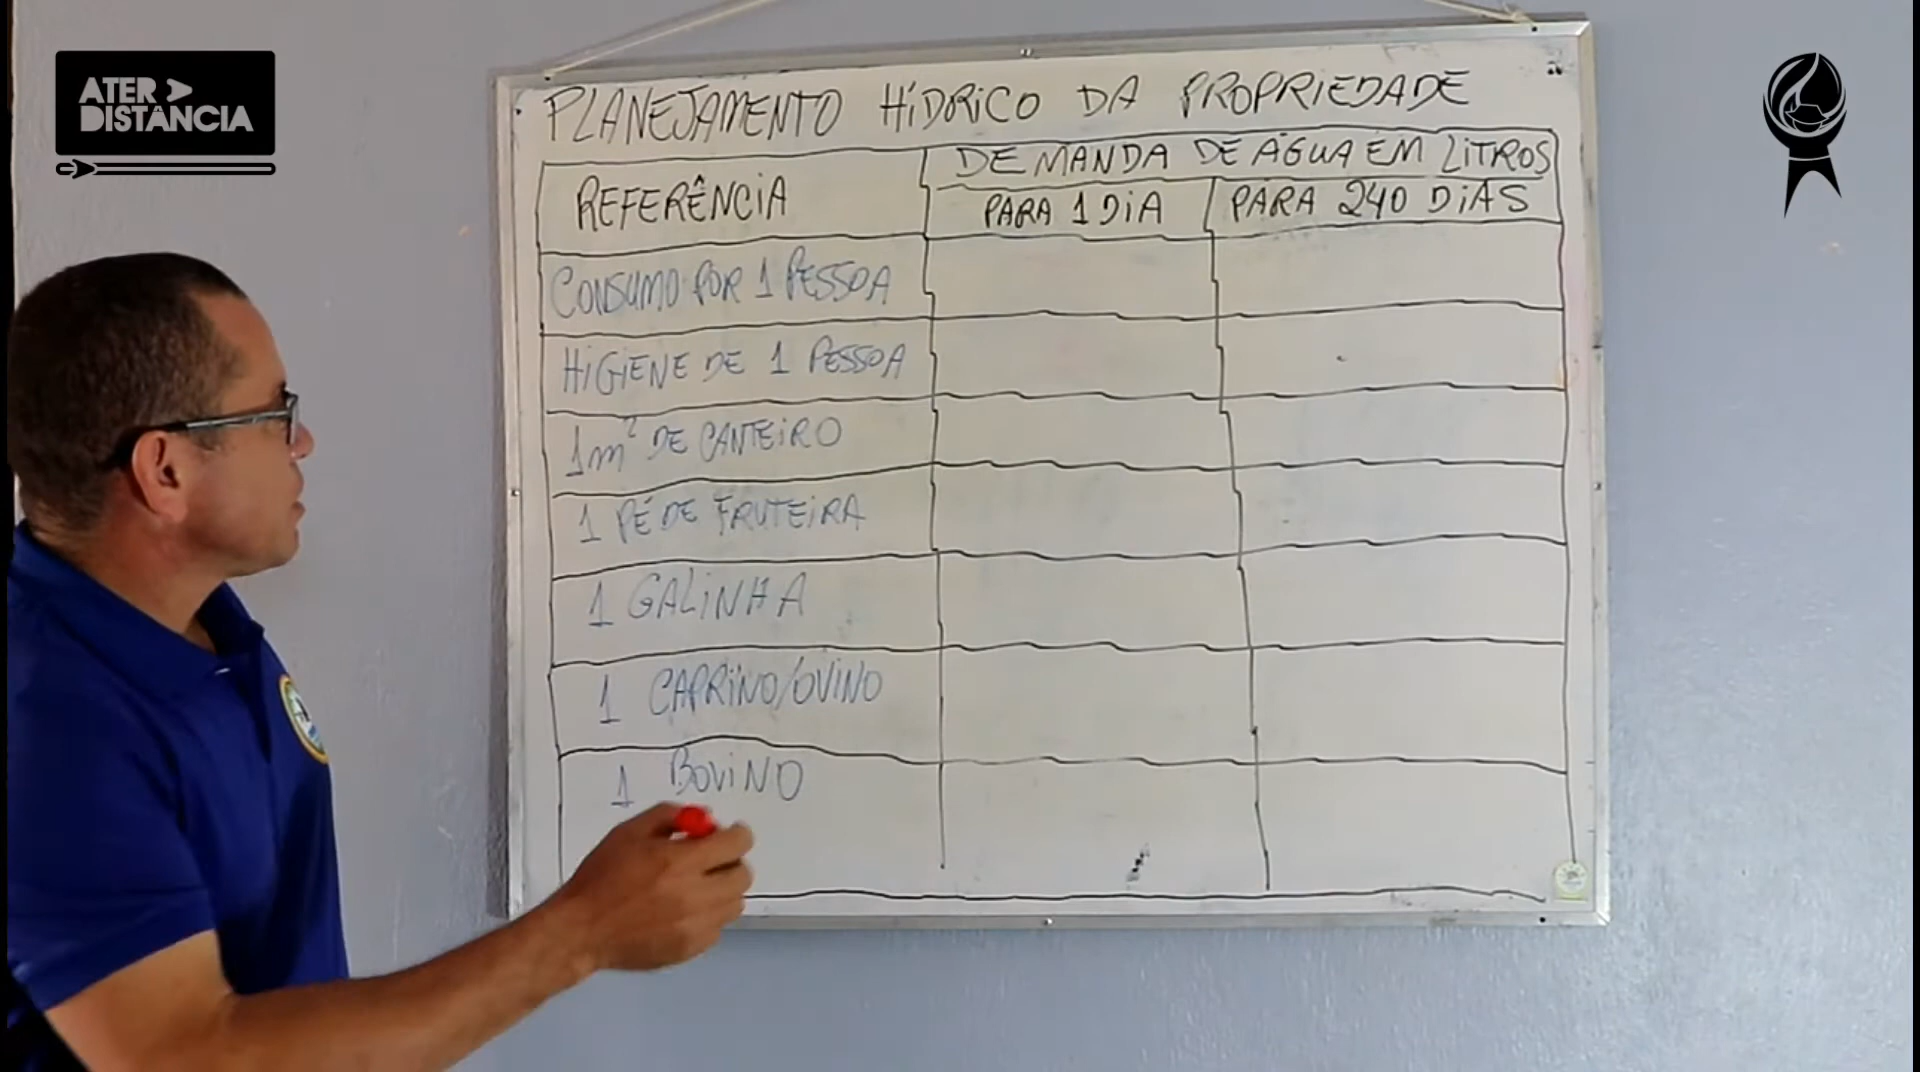 ATER
DISTÂNCIA
PLANEJAMENTO HÍDRICO DA PROPRIEDADE
REFERÊNCIA
DEMANDA DE ÁGUA EM LITROS
PARA 1 DIA
PARA 240 DIAS
CONSUMO POR 1 PESSOA
HIGIENE DE 1 PESSOA
1m² DE CANTEIRO
1 PÉ DE FRUTEIRA
1 GALINHA
1 CAPRINO/OVINO
1 BOVINO